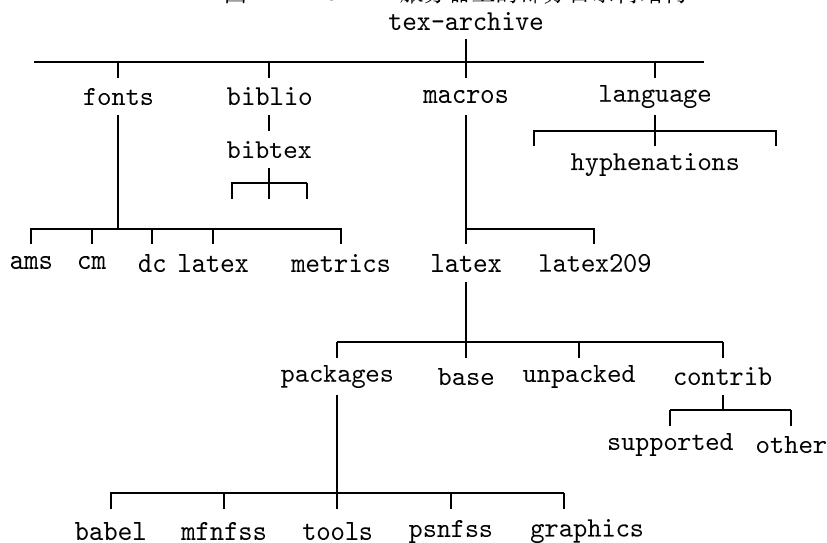 tex-archive
fonts biblio macros language
bibtex
hyphenations
ams cm dc latex metrics latex latex209
packages base unpacked contrib
supported other
babel mfnfss tools psnfss graphics